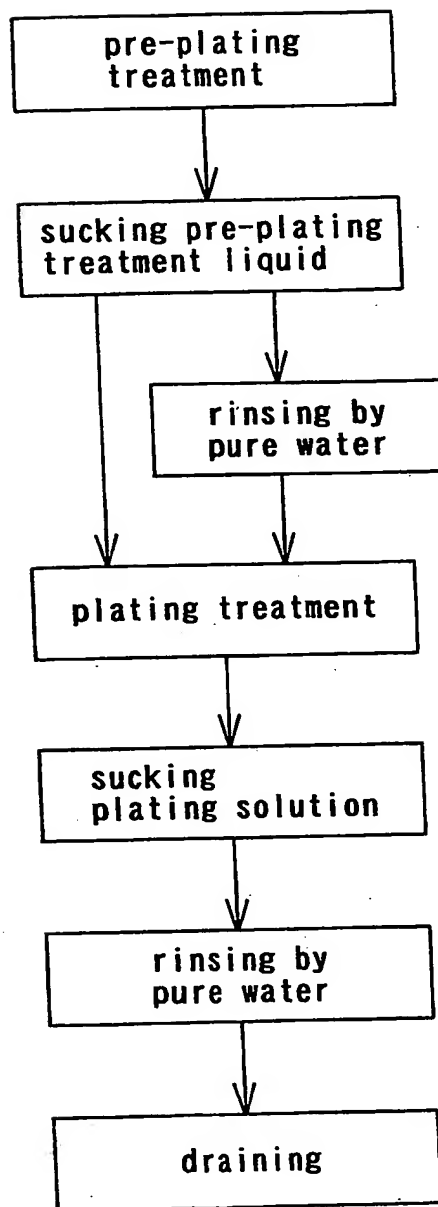 pre-plating
treatment
sucking pre-plating
treatment liquid
rinsing by
pure water
plating treatment
sucking
plating solution
rinsing by
pure water
draining